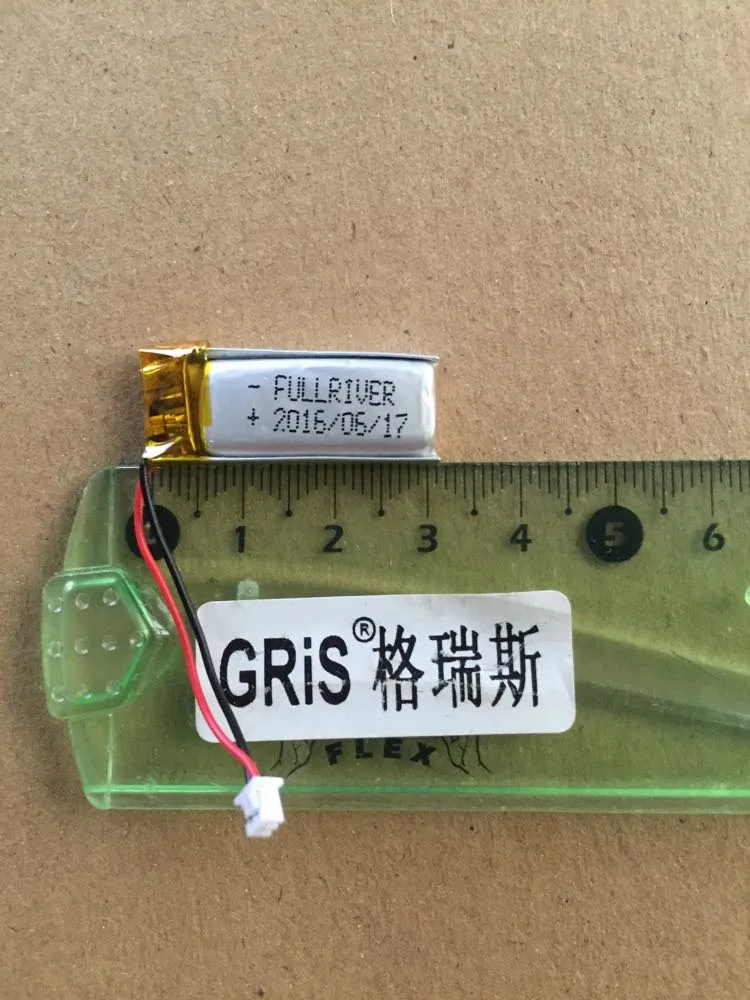 - FULLRIVER
+ 2016/06/17
0 1 2 3 4 5 6
GRiS® 格瑞斯
FLEX